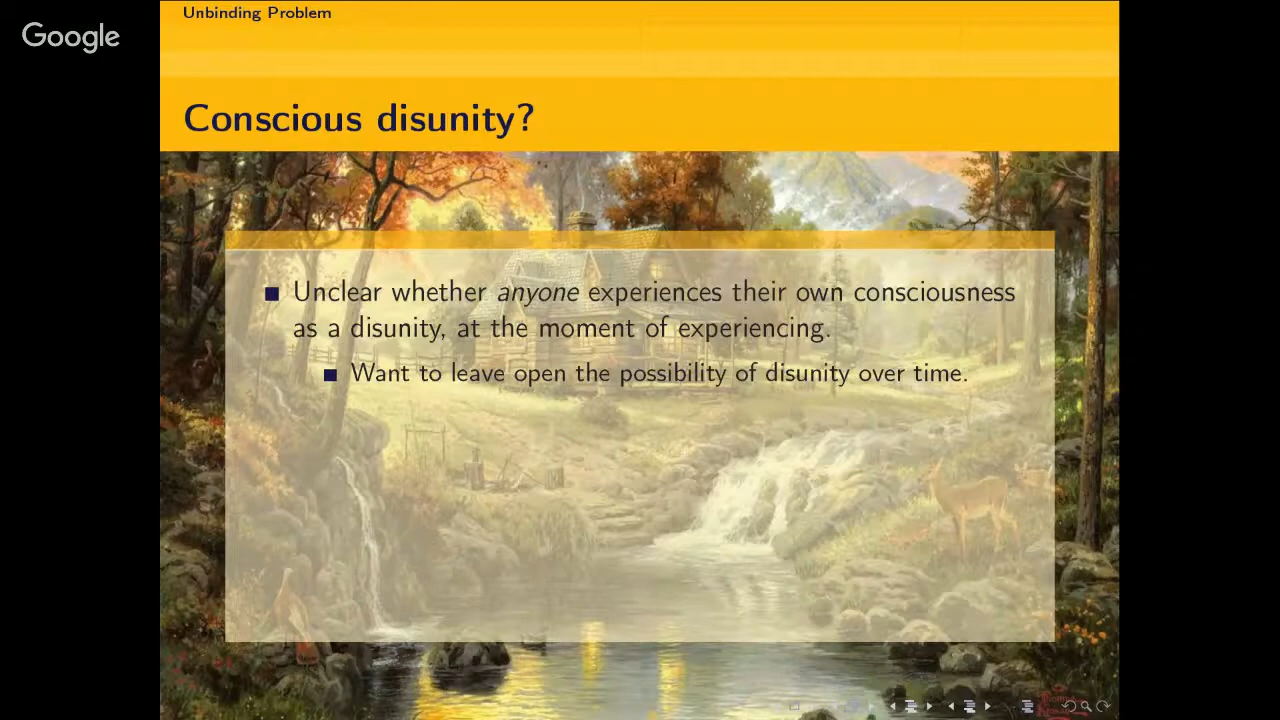 Unbinding Problem
Google
Conscious disunity?
Unclear whether anyone experiences their own consciousness
as a disunity, at the moment of experiencing.
Want to leave open the possibility of disunity over time.